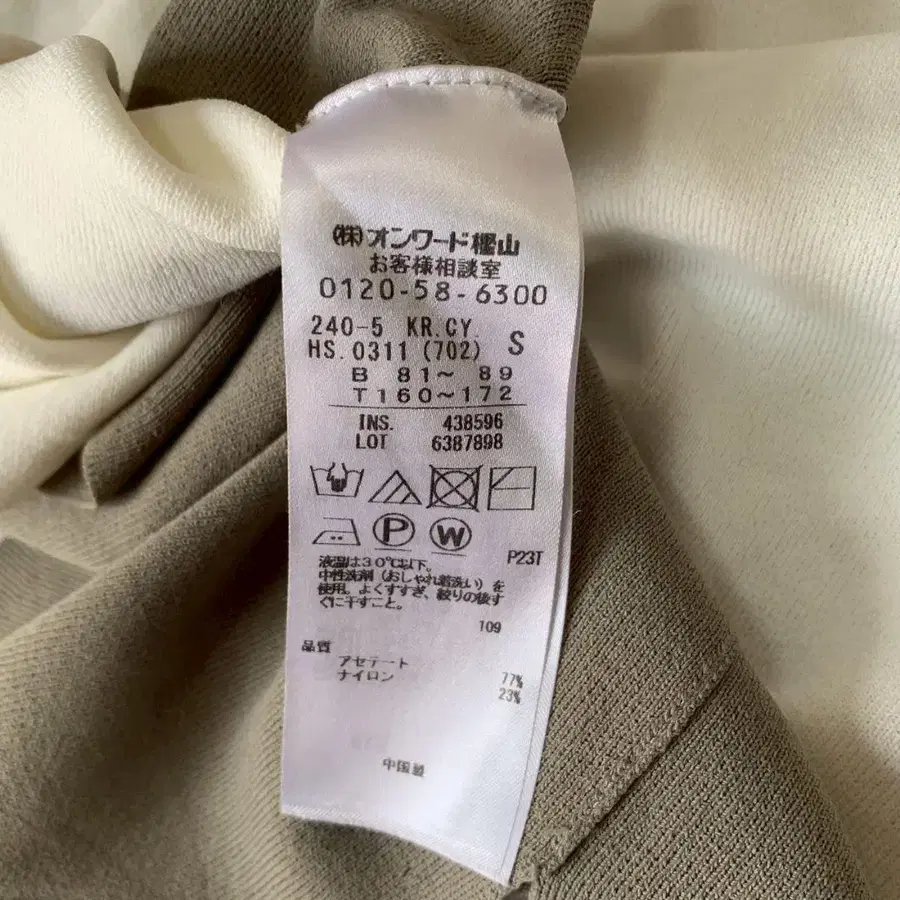 (株)オンワード樫山
お客様相談室
0120-58-6300
240-5 KR.CY.
HS.0311(702) S
B 81~ 89
T160~172
INS. 438596
LOT 6387898
P W
P23T
液温は30℃以下。
中性洗剤(おしゃれ着洗い)を
使用。よくすすぎ、絞りの後す
ぐに干すこと。
109
品質
アセテート 77%
ナイロン 23%
中国製